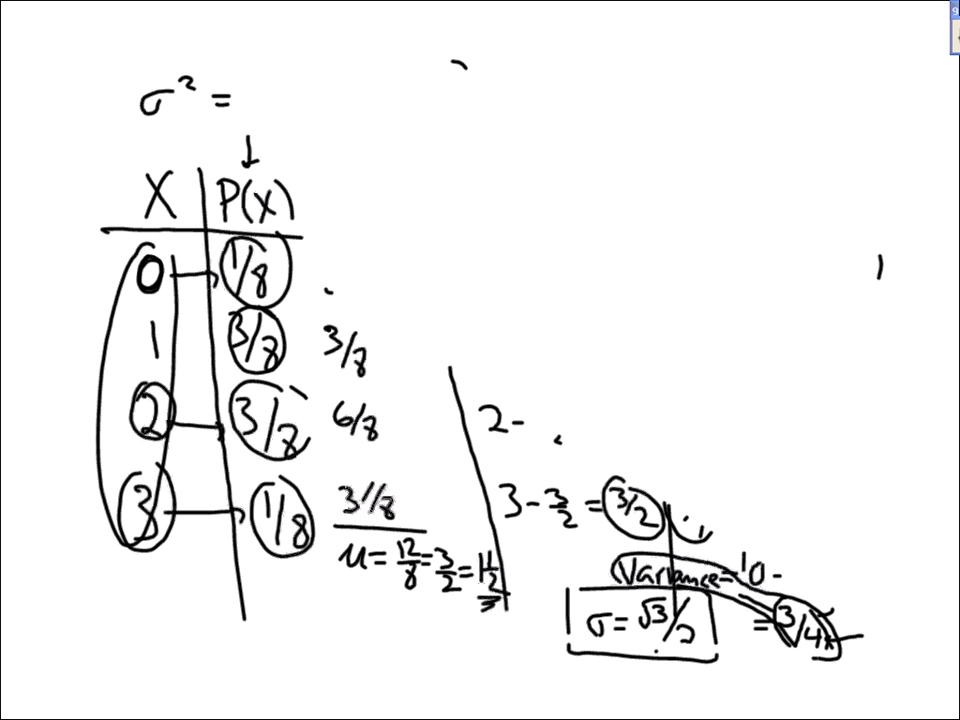 σ² =
X P(X)
0 1/8
1 3/8 3/8
2 3/8 6/8
3 1/8 3/8
μ = 12/8 = 3/2 = 1 1/2
2 -
3 - 3/2 = 3/2
Variance =
= 3/4
σ = √3/2